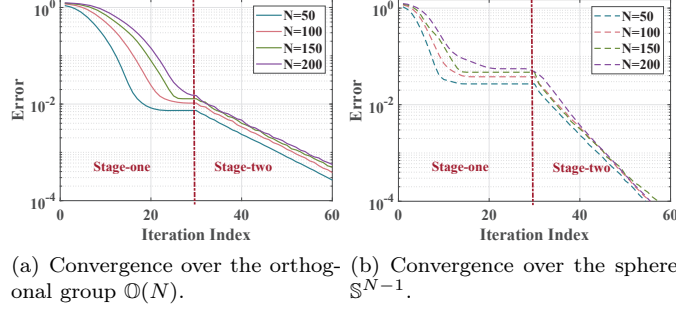 10^0
10^-2
10^-4
Error
0
20
40
60
Iteration Index
N=50
N=100
N=150
N=200
Stage-one
Stage-two
10^0
10^-2
10^-4
Error
0
20
40
60
Iteration Index
N=50
N=100
N=150
N=200
Stage-one
Stage-two
(a) Convergence over the orthog-
onal group 𝕆(N).
(b) Convergence over the sphere
𝕊^{N−1}.